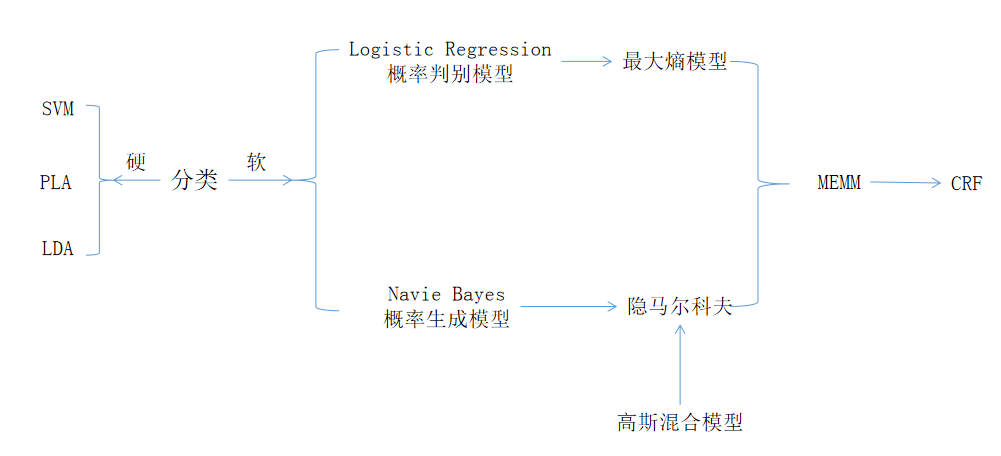 SVM
PLA
LDA
硬
分类
软
Logistic Regression
概率判别模型
最大熵模型
Navie Bayes
概率生成模型
隐马尔科夫
高斯混合模型
MEMM
CRF